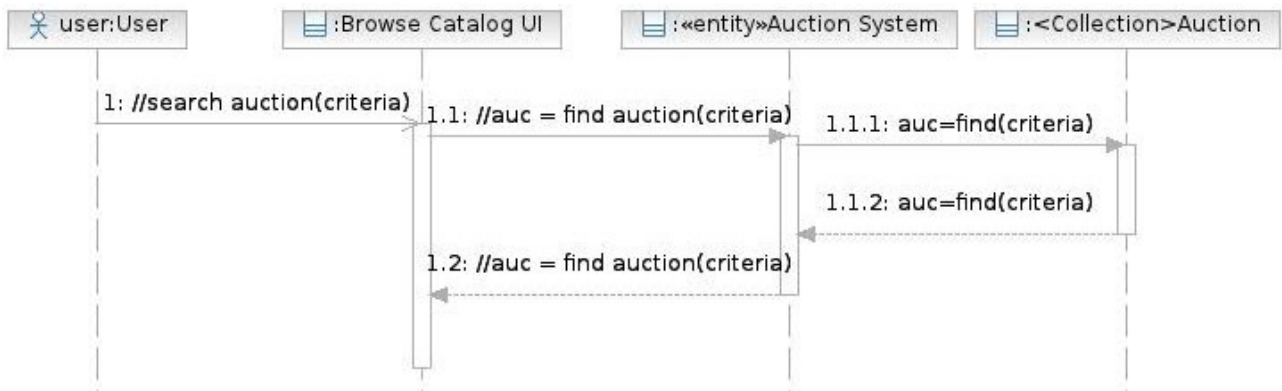 user:User
:Browse Catalog UI
:«entity»Auction System
:<Collection>Auction
1: //search auction(criteria)
1.1: //auc = find auction(criteria)
1.1.1: auc=find(criteria)
1.1.2: auc=find(criteria)
1.2: //auc = find auction(criteria)